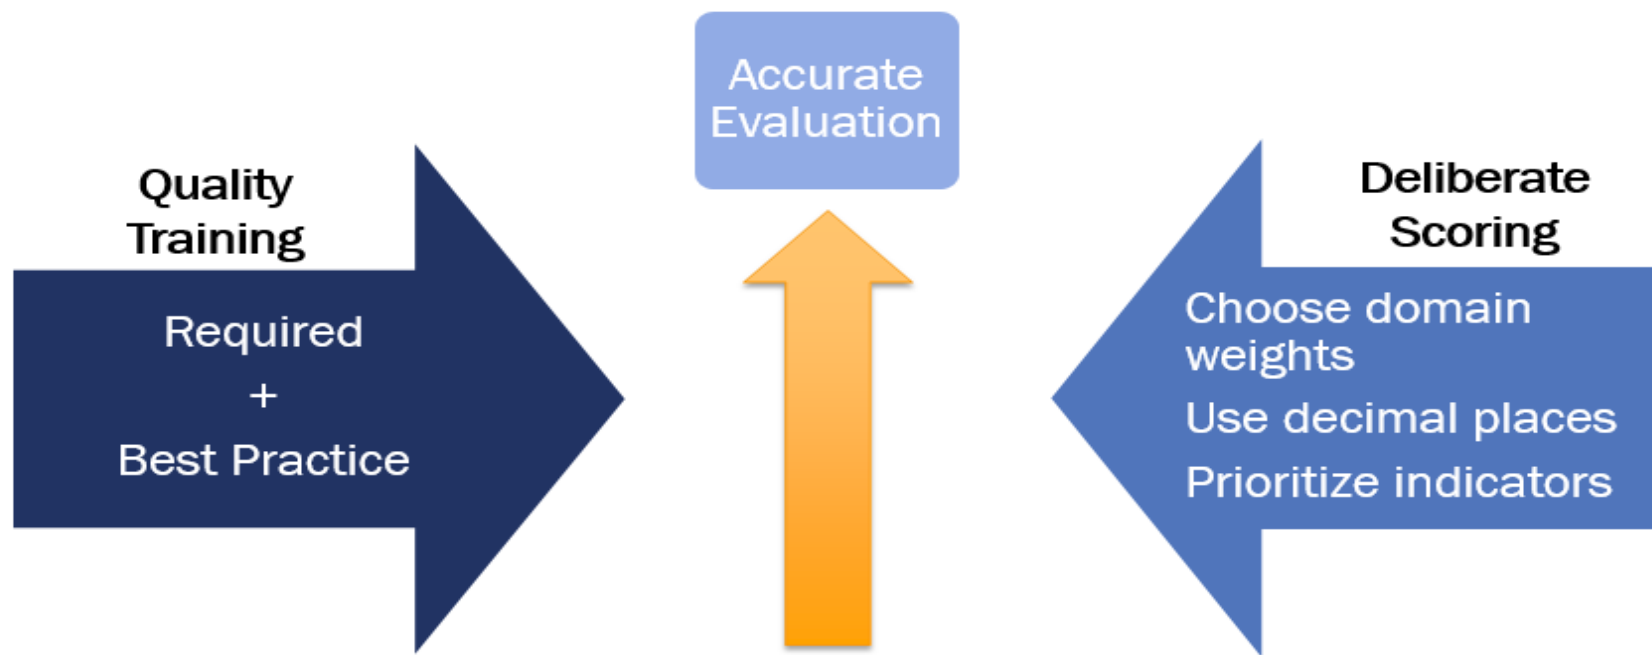 Accurate
Evaluation
Quality
Training
Required
+
Best Practice
Deliberate
Scoring
Choose domain
weights
Use decimal places
Prioritize indicators